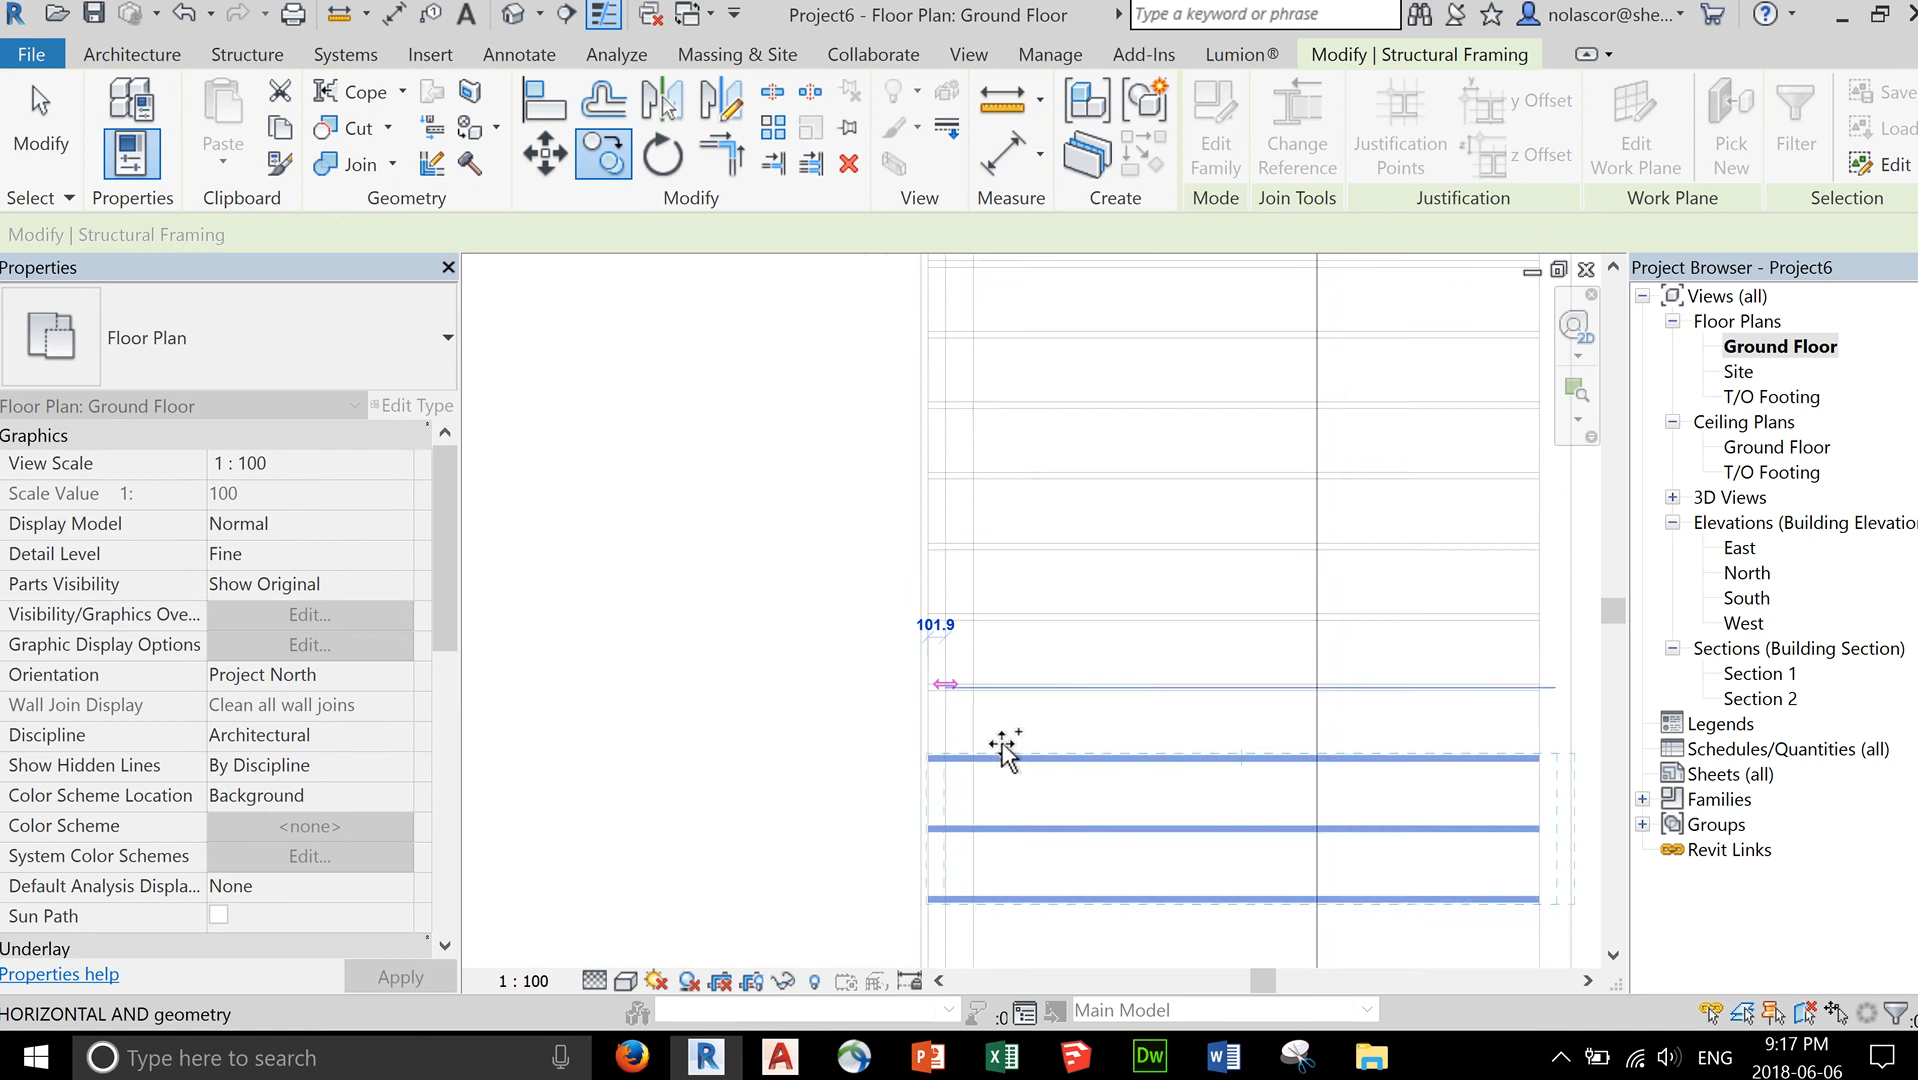 Project6 - Floor Plan: Ground Floor
Type a keyword or phrase
nolascor@she...
File Architecture Structure Systems Insert Annotate Analyze Massing & Site Collaborate View Manage Add-Ins Lumion® Modify | Structural Framing
Modify
Paste
Cope
Cut
Join
Edit Family
Change Reference
Justification Points
y Offset
z Offset
Edit Work Plane
Pick New
Filter
Save
Load
Edit
Select Properties Clipboard Geometry Modify View Measure Create Mode Join Tools Justification Work Plane Selection
Modify | Structural Framing
Properties
Floor Plan
Floor Plan: Ground Floor
Edit Type
Graphics
View Scale 1 : 100
Scale Value 1: 100
Display Model Normal
Detail Level Fine
Parts Visibility Show Original
Visibility/Graphics Ove... Edit...
Graphic Display Options Edit...
Orientation Project North
Wall Join Display Clean all wall joins
Discipline Architectural
Show Hidden Lines By Discipline
Color Scheme Location Background
Color Scheme <none>
System Color Schemes Edit...
Default Analysis Displa... None
Sun Path
Underlay
Properties help
Apply
101.9
2D
Project Browser - Project6
Views (all)
Floor Plans
Ground Floor
Site
T/O Footing
Ceiling Plans
Ground Floor
T/O Footing
3D Views
Elevations (Building Elevatio
East
North
South
West
Sections (Building Section)
Section 1
Section 2
Legends
Schedules/Quantities (all)
Sheets (all)
Families
Groups
Revit Links
1 : 100
HORIZONTAL AND geometry
:0
Main Model
Type here to search
Dw
ENG
9:17 PM
2018-06-06